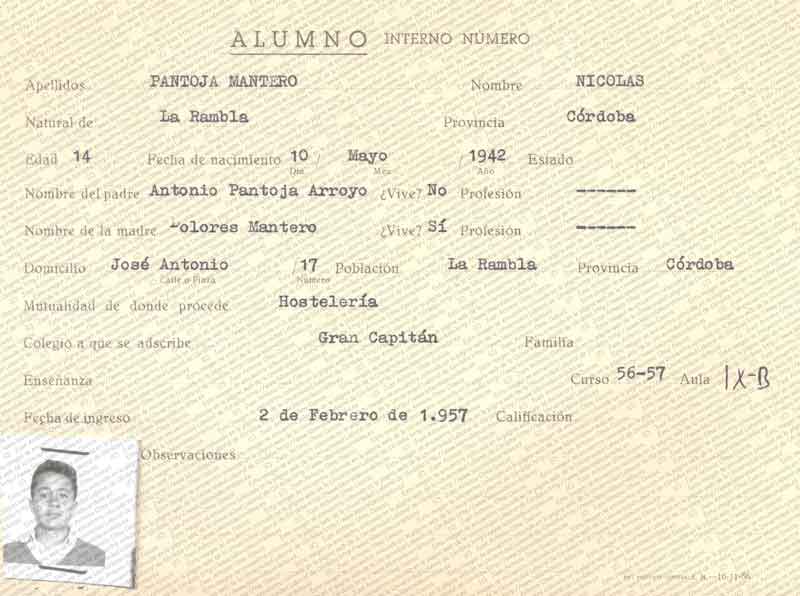 ALUMNO INTERNO NÚMERO
Apellidos PANTOJA MANTERO Nombre NICOLAS
Natural de La Rambla Provincia Córdoba
Edad 14 Fecha de nacimiento 10 / Mayo / 1942 Estado
Día Mes Año
Nombre del padre Antonio Pantoja Arroyo ¿Vive? No Profesión ------
Nombre de la madre Dolores Mantero ¿Vive? Sí Profesión ------
Domicilio José Antonio / 17 Población La Rambla Provincia Córdoba
Calle o Plaza Número
Mutualidad de donde procede Hostelería
Colegio a que se adscribe Gran Capitán Familia
Enseñanza Curso 56-57 Aula IX-B
Fecha de ingreso 2 de Febrero de 1.957 Calificación
Observaciones